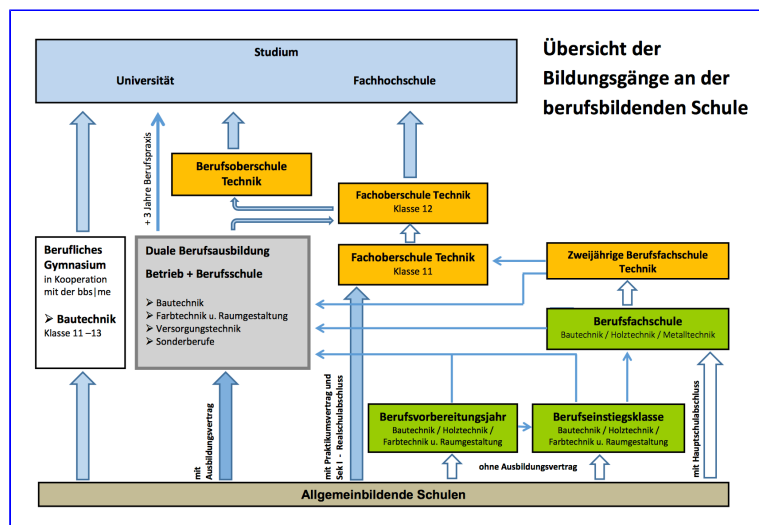 Studium
Universität
Fachhochschule
Übersicht der
Bildungsgänge an der
berufsbildenden Schule
+ 3 Jahre Berufspraxis
Berufsoberschule
Technik
Fachoberschule Technik
Klasse 12
Berufliches
Gymnasium
in Kooperation
mit der bbs|me
➢ Bautechnik
Klasse 11 –13
Duale Berufsausbildung
Betrieb + Berufsschule
➢ Bautechnik
➢ Farbtechnik u. Raumgestaltung
➢ Versorgungstechnik
➢ Sonderberufe
Fachoberschule Technik
Klasse 11
Zweijährige Berufsfachschule
Technik
Berufsfachschule
Bautechnik / Holztechnik / Metalltechnik
mit
Ausbildungsvertrag
mit Praktikumsvertrag und
Sek I - Realschulabschluss
Berufsvorbereitungsjahr
Bautechnik / Holztechnik /
Farbtechnik u. Raumgestaltung
Berufseinstiegsklasse
Bautechnik / Holztechnik/
Farbtechnik u. Raumgestaltung
mit Hauptschulabschluss
ohne Ausbildungsvertrag
Allgemeinbildende Schulen